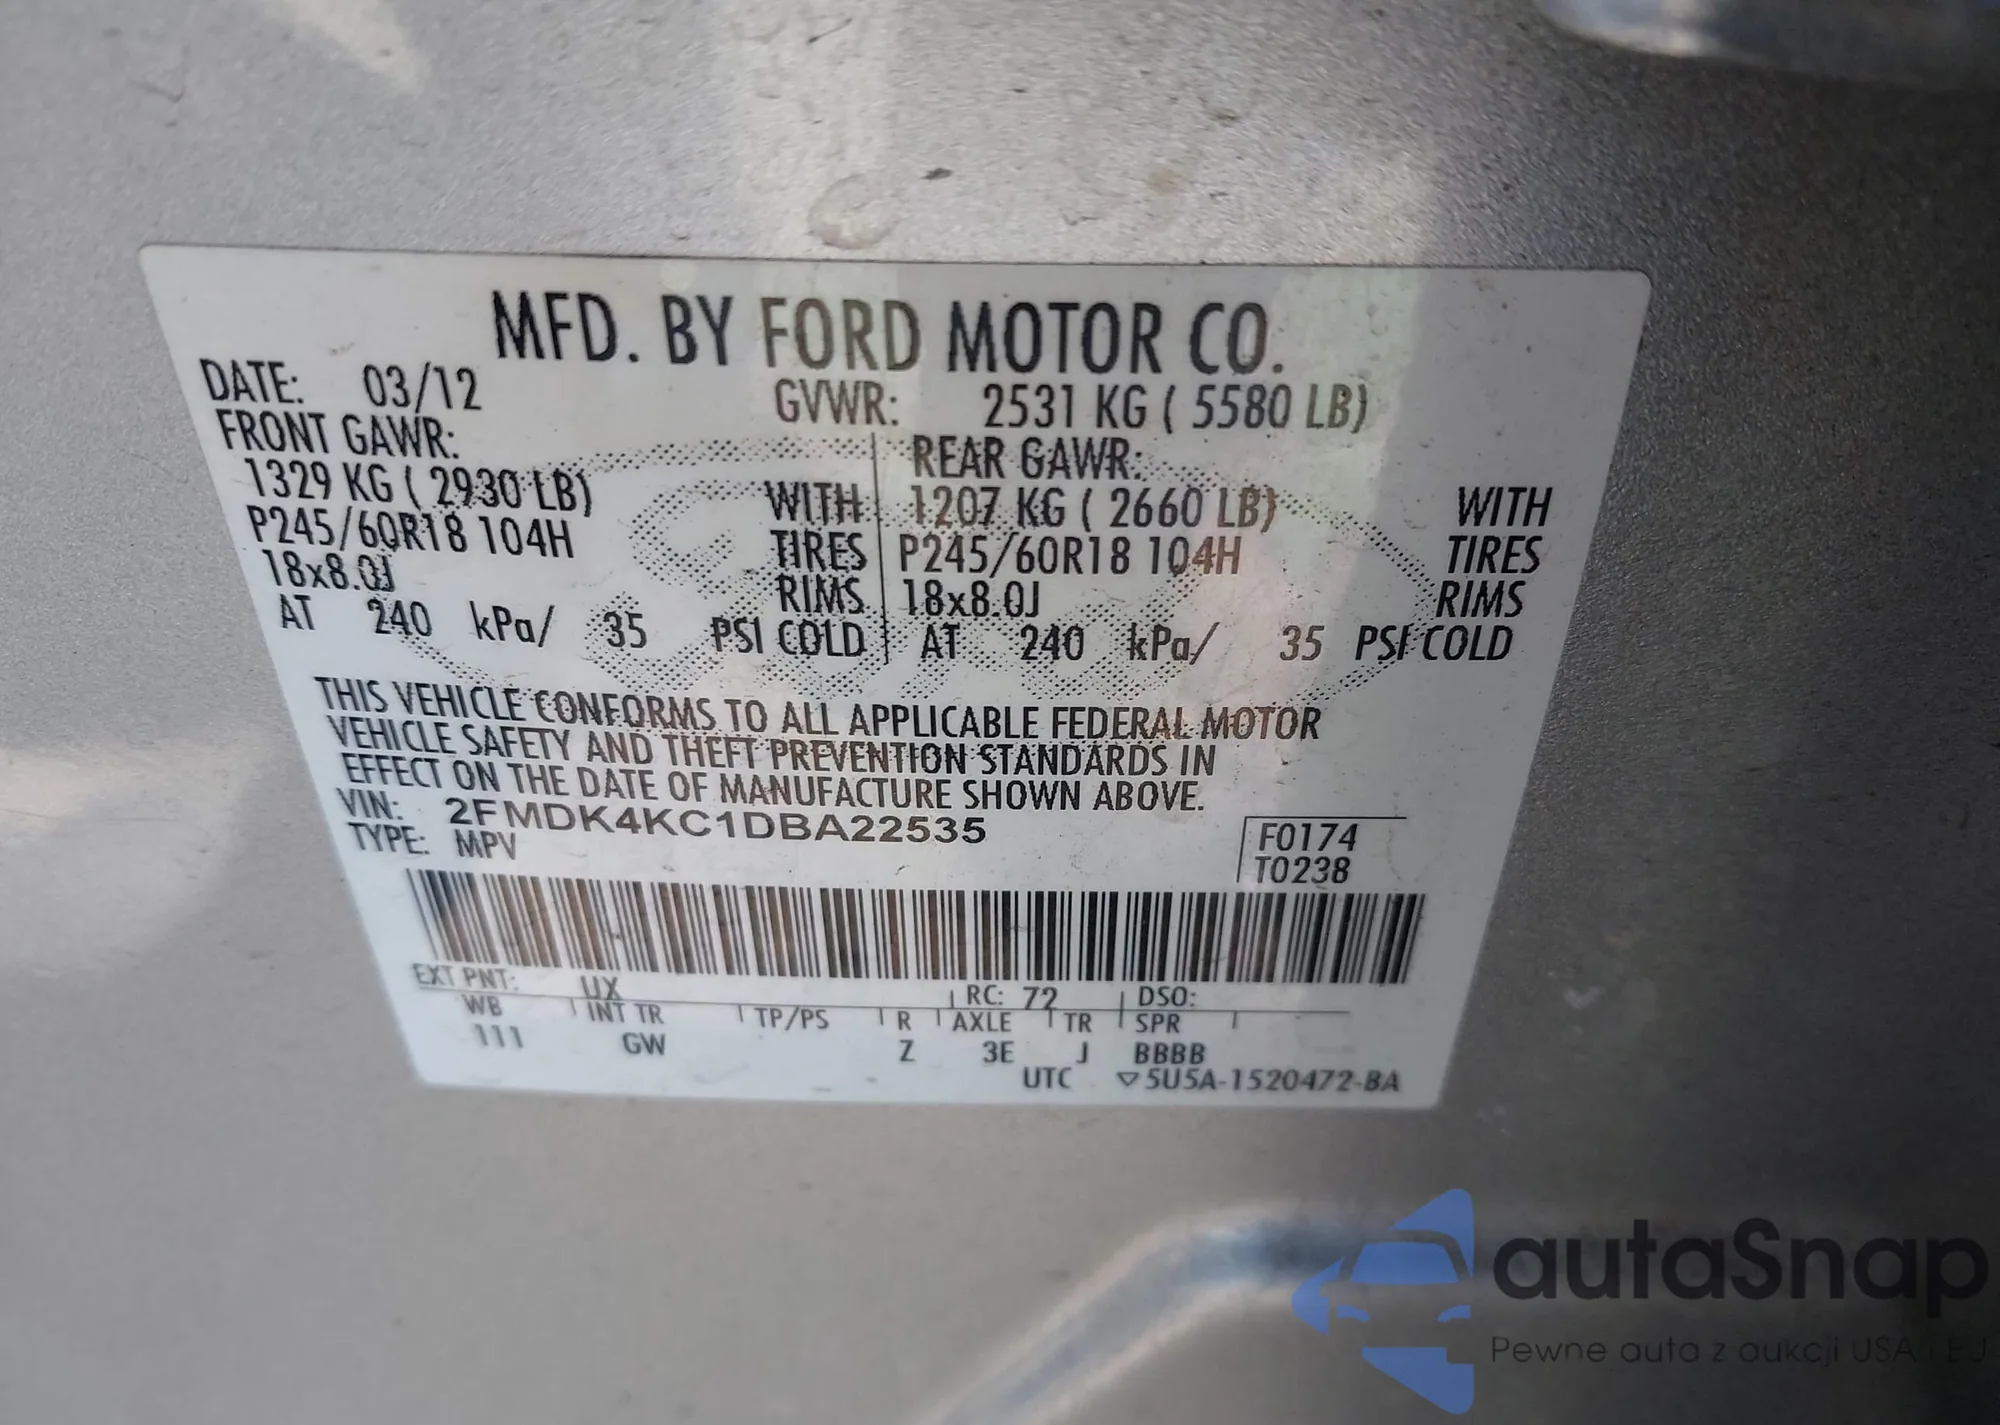 MFD. BY FORD MOTOR CO.
DATE: 03/12 GVWR: 2531 KG ( 5580 LB)
FRONT GAWR: REAR GAWR:
1329 KG ( 2930 LB) WITH 1207 KG ( 2660 LB) WITH
P245/60R18 104H TIRES P245/60R18 104H TIRES
18x8.0J RIMS 18x8.0J RIMS
AT 240 kPa/ 35 PSI COLD AT 240 kPa/ 35 PSI COLD
THIS VEHICLE CONFORMS TO ALL APPLICABLE FEDERAL MOTOR
VEHICLE SAFETY AND THEFT PREVENTION STANDARDS IN
EFFECT ON THE DATE OF MANUFACTURE SHOWN ABOVE.
VIN: 2FMDK4KC1DBA22535
TYPE: MPV
F0174
T0238
EXT PNT: UX RC: 72 DSO:
WB INT TR TP/PS R AXLE TR SPR
111 GW Z 3E J BBBB
UTC ▽5U5A-1520472-BA
autaSnap
Pewne auta z aukcji USA i EU